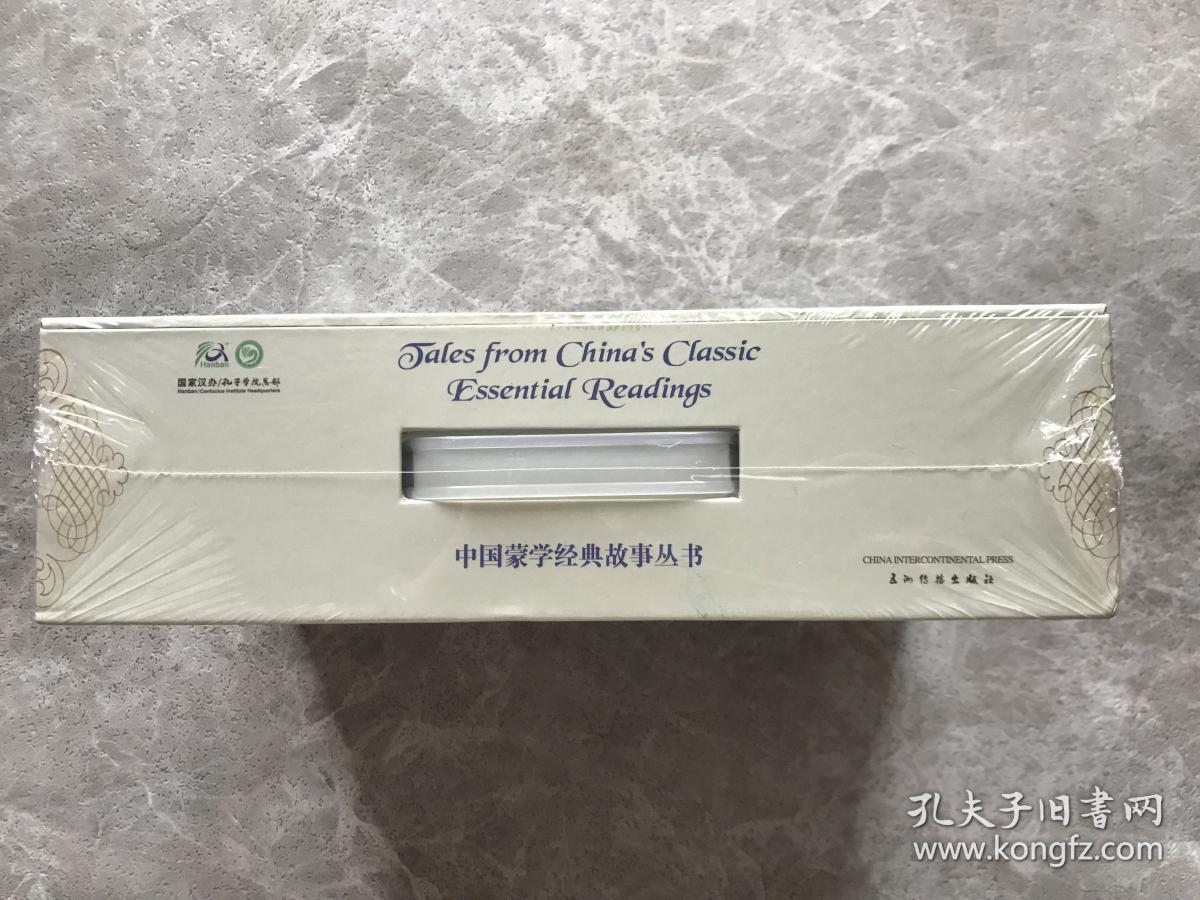 Hanban
国家汉办/孔子学院总部
Hanban/Confucius Institute Headquarters
Tales from China's Classic
Essential Readings
中国蒙学经典故事丛书
CHINA INTERCONTINENTAL PRESS
五洲传播出版社
孔夫子旧书网
www.kongfz.com